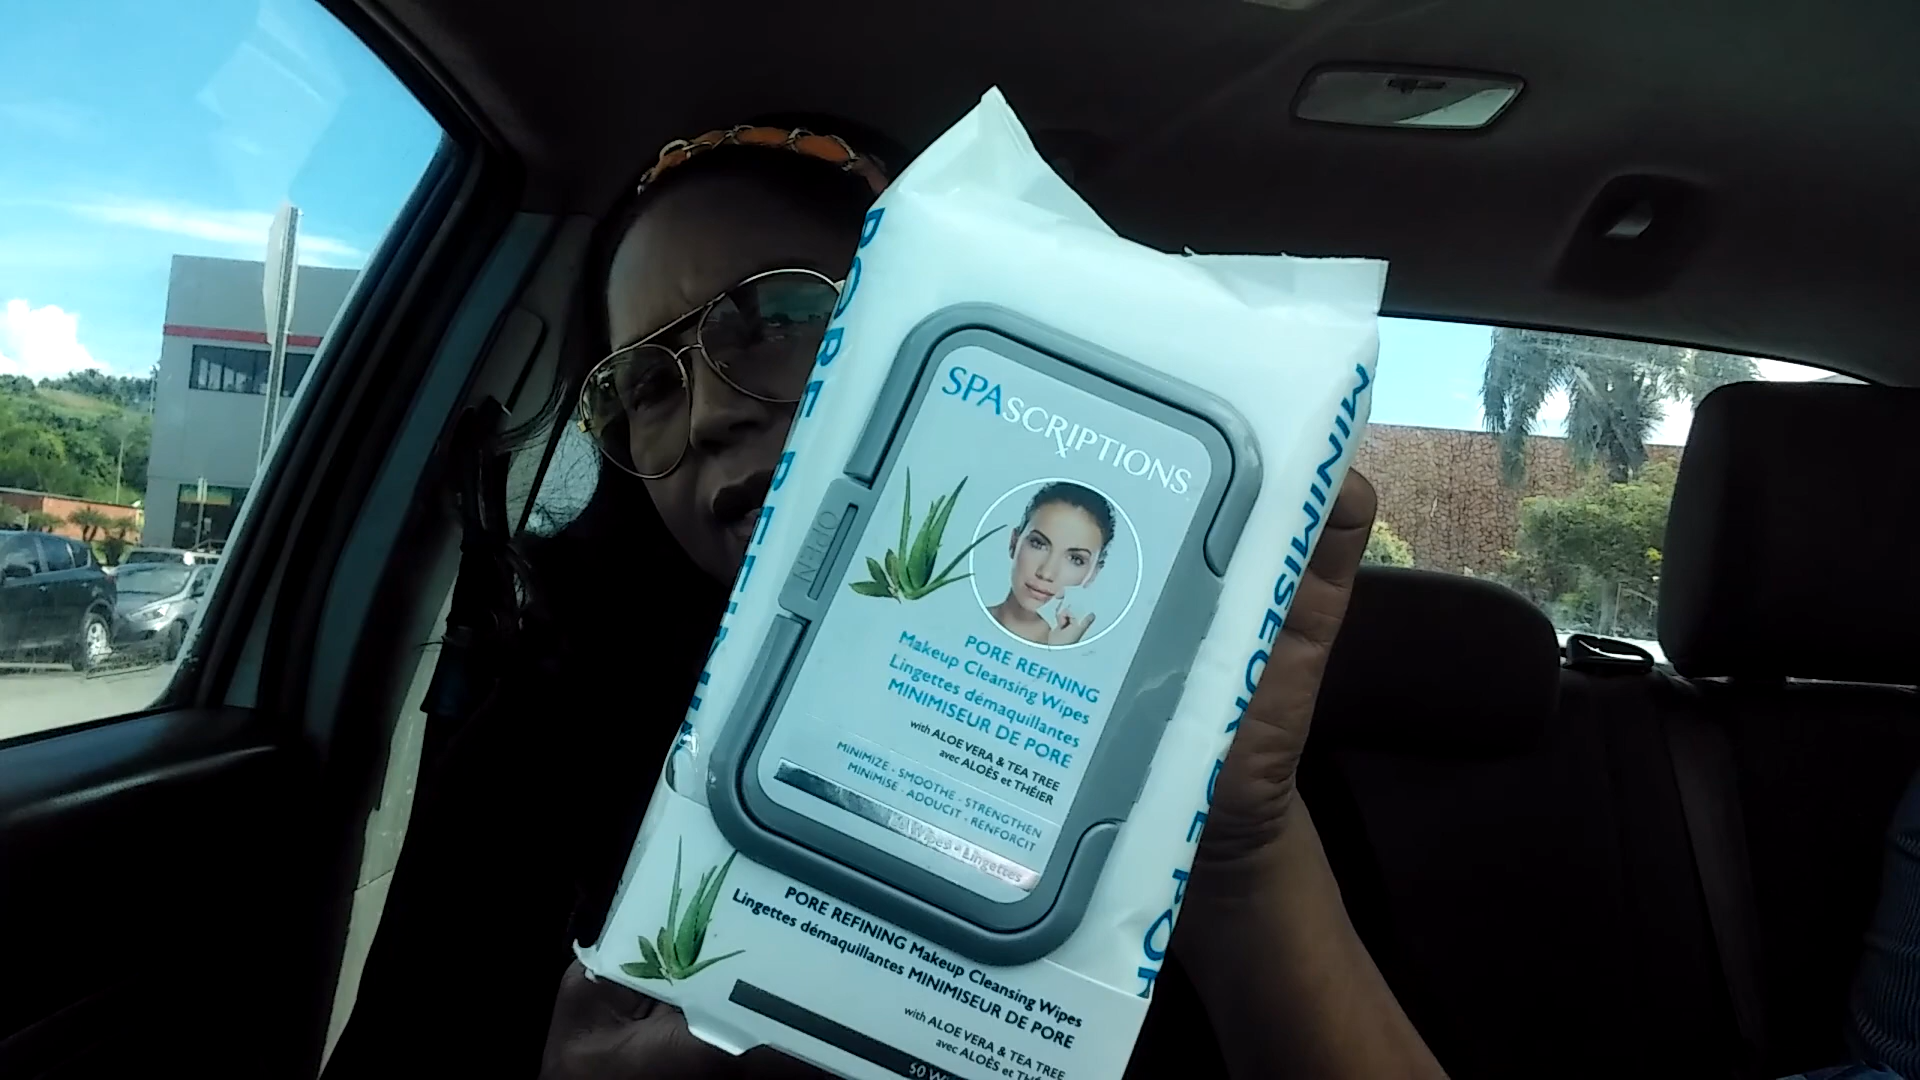 SPASCRIPTIONS
OPEN
PORE REFINING
Makeup Cleansing Wipes
Lingettes démaquillantes
MINIMISEUR DE PORE
with ALOE VERA & TEA TREE
avec ALOÈS et THÉIER
MINIMIZE - SMOOTHE - STRENGTHEN
MINIMISE - ADOUCIT - RENFORCIT
Wipes - Lingettes
PORE REFINING Makeup Cleansing Wipes
Lingettes démaquillantes MINIMISEUR DE PORE
with ALOE VERA & TEA TREE
avec ALOÈS et
50
PORE
MINIMISEUR DE POR